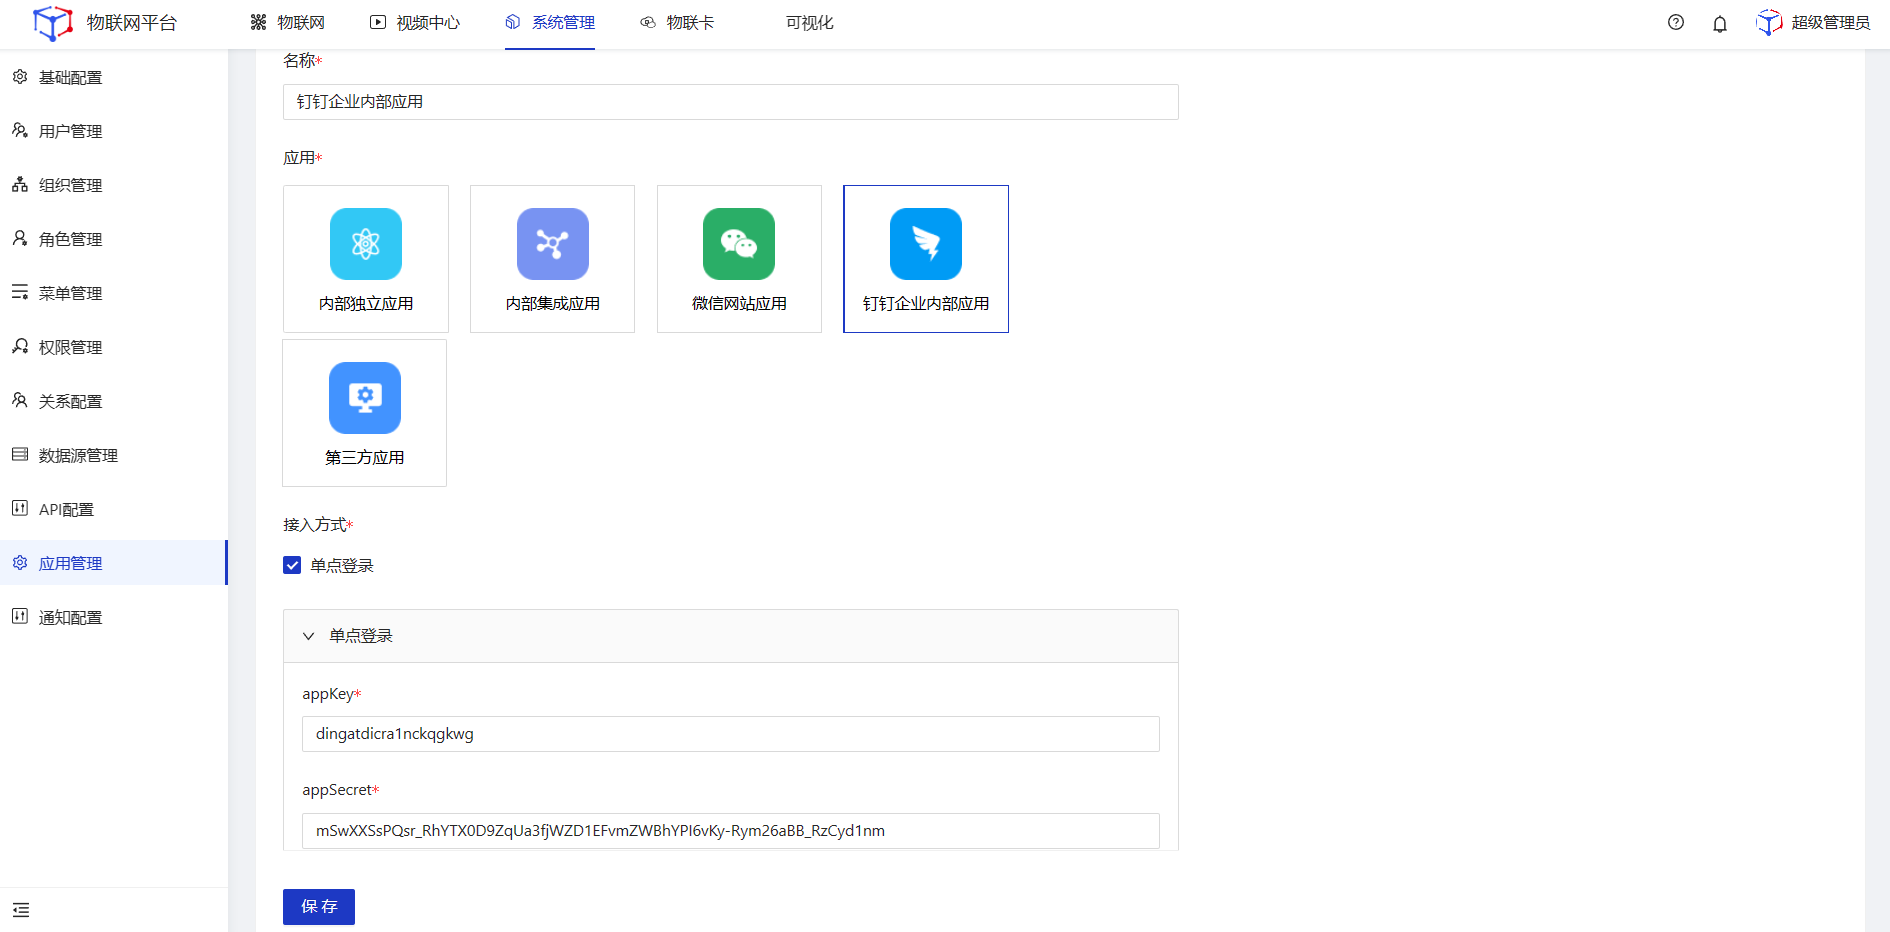 物联网平台
物联网
视频中心
系统管理
物联卡
可视化
超级管理员
基础配置
用户管理
组织管理
角色管理
菜单管理
权限管理
关系配置
数据源管理
API配置
应用管理
通知配置
名称*
钉钉企业内部应用
应用*
内部独立应用
内部集成应用
微信网站应用
钉钉企业内部应用
第三方应用
接入方式*
单点登录
单点登录
appKey*
dingatdicra1nckqgkwg
appSecret*
mSwXXSsPQsr_RhYTX0D9ZqUa3fjWZD1EFvmZWBhYPI6vKy-Rym26aBB_RzCyd1nm
保 存